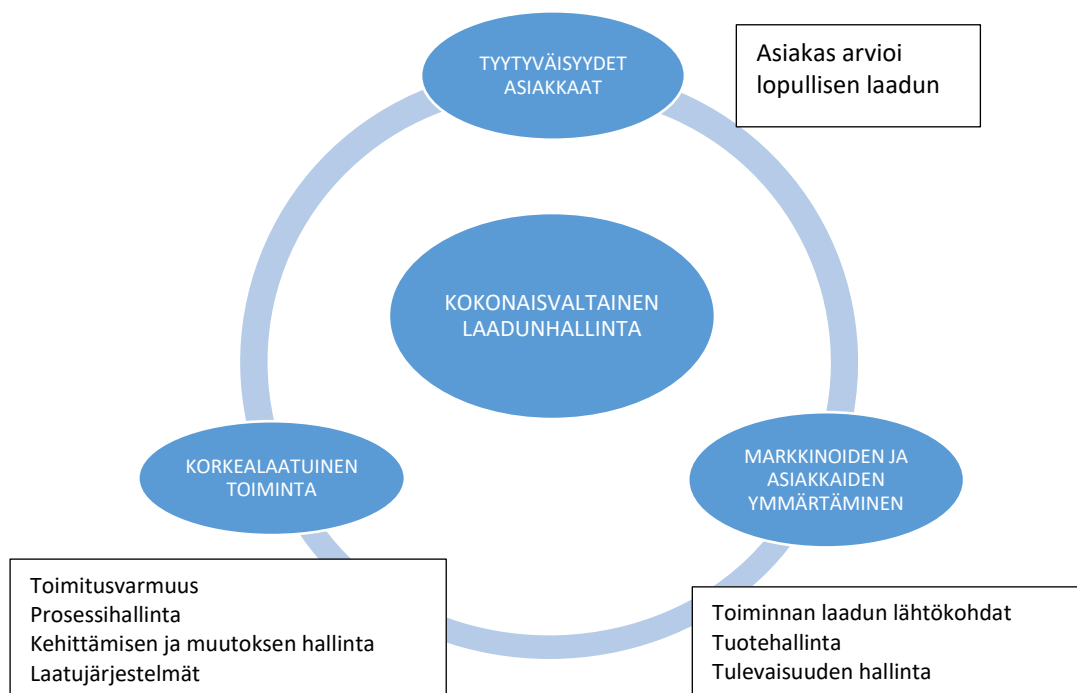 TYYTYVÄISYYDET
ASIAKKAAT
Asiakas arvioi
lopullisen laadun
KOKONAISVALTAINEN
LAADUNHALLINTA
KORKEALAATUINEN
TOIMINTA
MARKKINOIDEN JA
ASIAKKAIDEN
YMMÄRTÄMINEN
Toimitusvarmuus
Prosessihallinta
Kehittämisen ja muutoksen hallinta
Laatujärjestelmät
Toiminnan laadun lähtökohdat
Tuotehallinta
Tulevaisuuden hallinta